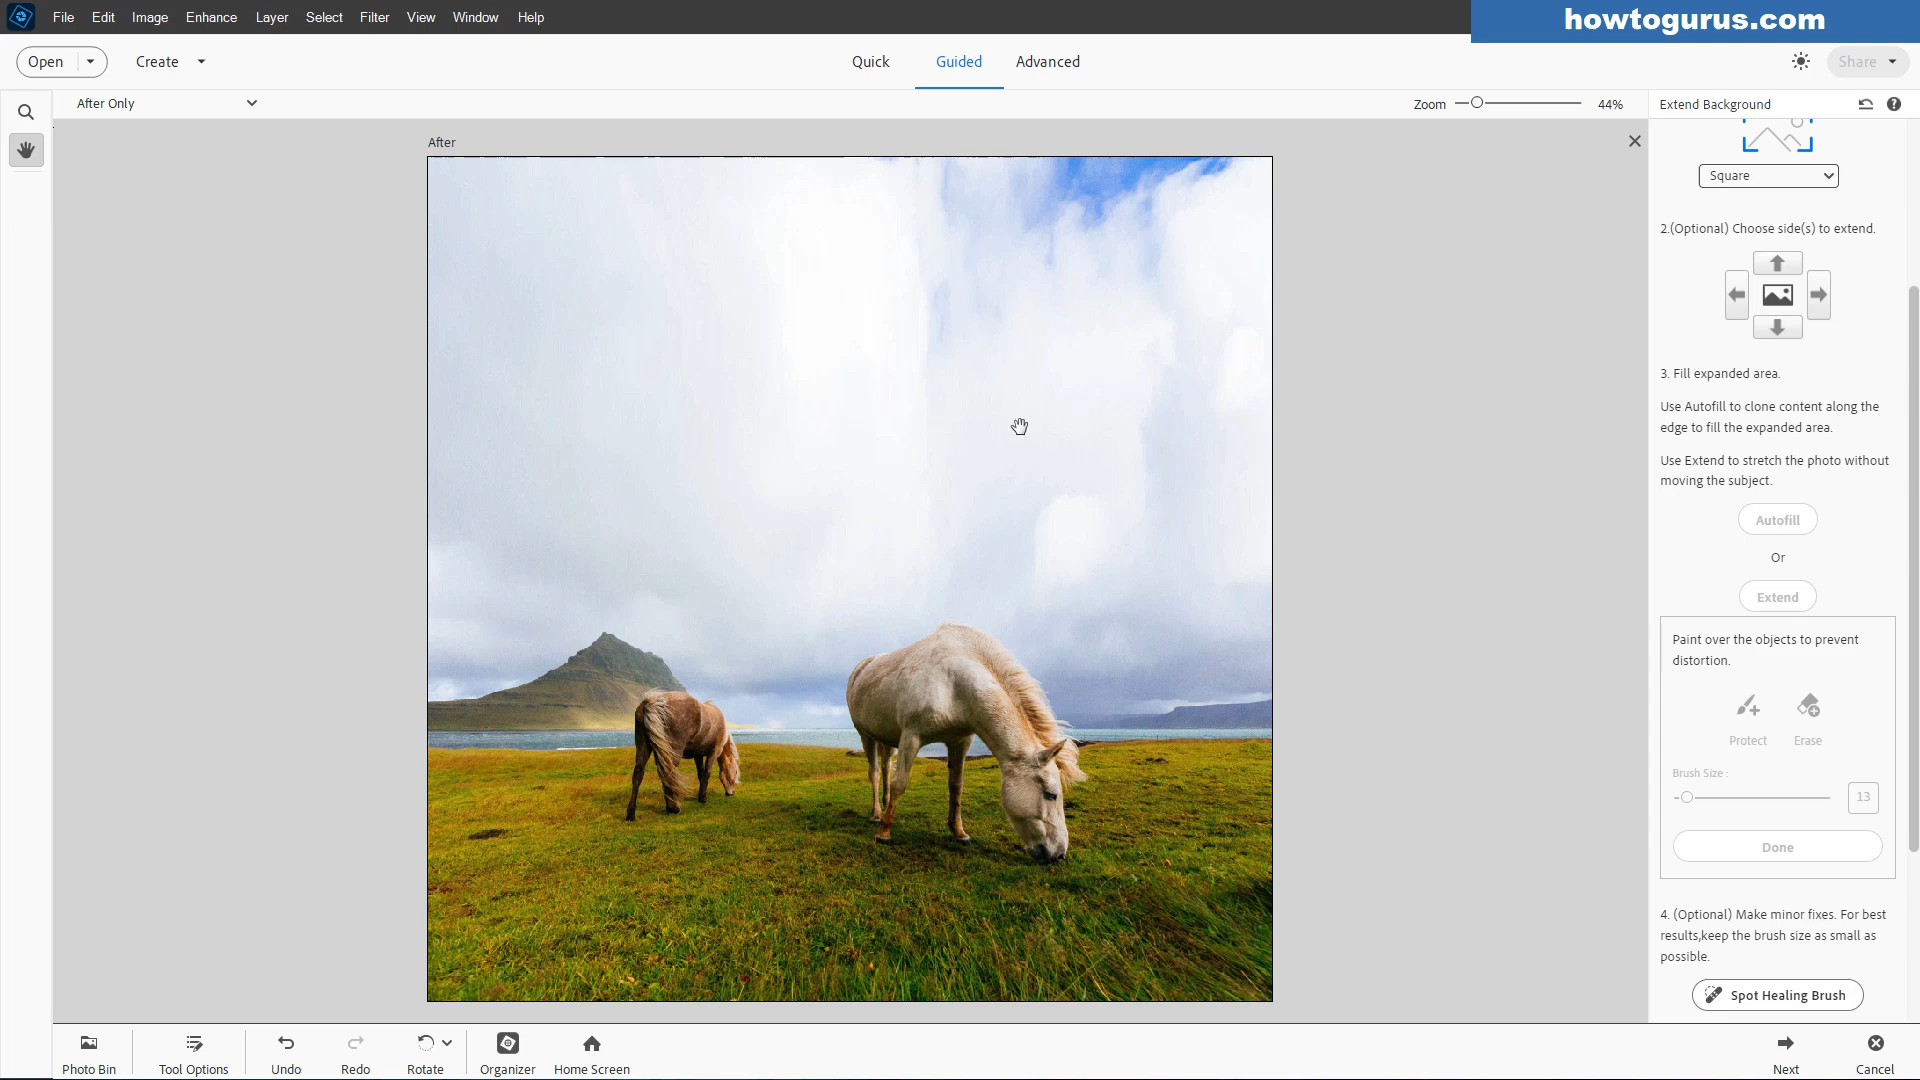 File Edit Image Enhance Layer Select Filter View Window Help
howtogurus.com
Open Create Quick Guided Advanced Share
After Only Zoom 44% Extend Background
After
Square
2.(Optional) Choose side(s) to extend.
3. Fill expanded area.
Use Autofill to clone content along the
edge to fill the expanded area.
Use Extend to stretch the photo without
moving the subject.
Autofill
Or
Extend
Paint over the objects to prevent
distortion.
Protect Erase
Brush Size :
13
Done
4. (Optional) Make minor fixes. For best
results,keep the brush size as small as
possible.
Spot Healing Brush
Photo Bin Tool Options Undo Redo Rotate Organizer Home Screen Next Cancel